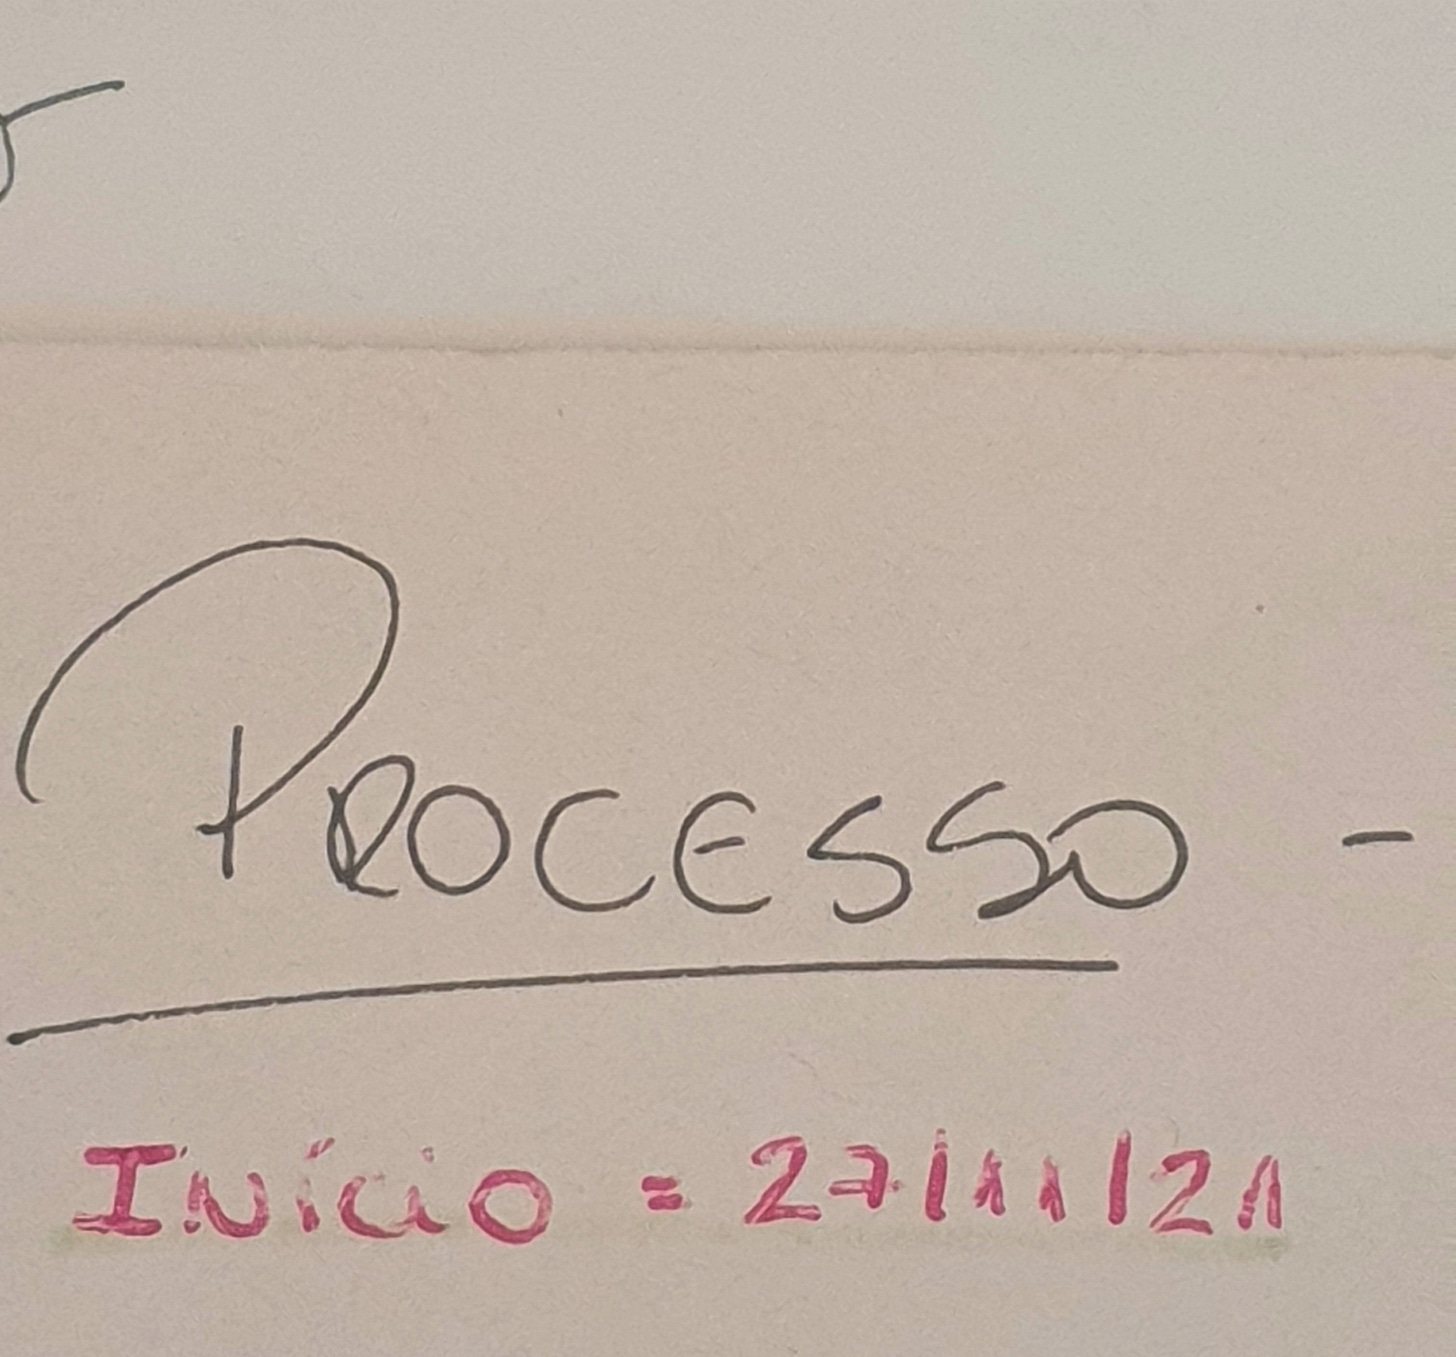 PROCESSO -
Início = 27/11/21